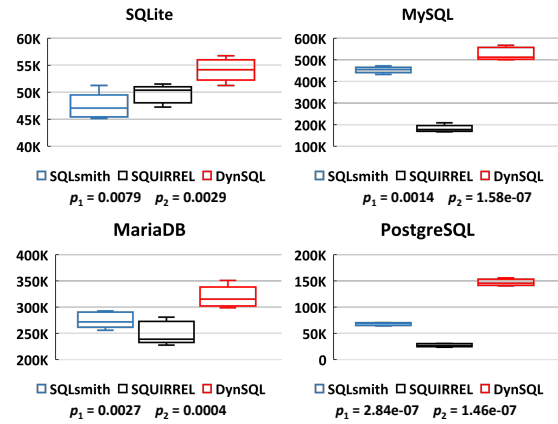 SQLite
60K
55K
50K
45K
40K
SQLsmith SQUIRREL DynSQL
p1 = 0.0079 p2 = 0.0029
MySQL
600K
500K
400K
300K
200K
100K
SQLsmith SQUIRREL DynSQL
p1 = 0.0014 p2 = 1.58e-07
MariaDB
400K
350K
300K
250K
200K
SQLsmith SQUIRREL DynSQL
p1 = 0.0027 p2 = 0.0004
PostgreSQL
200K
150K
100K
50K
0
SQLsmith SQUIRREL DynSQL
p1 = 2.84e-07 p2 = 1.46e-07